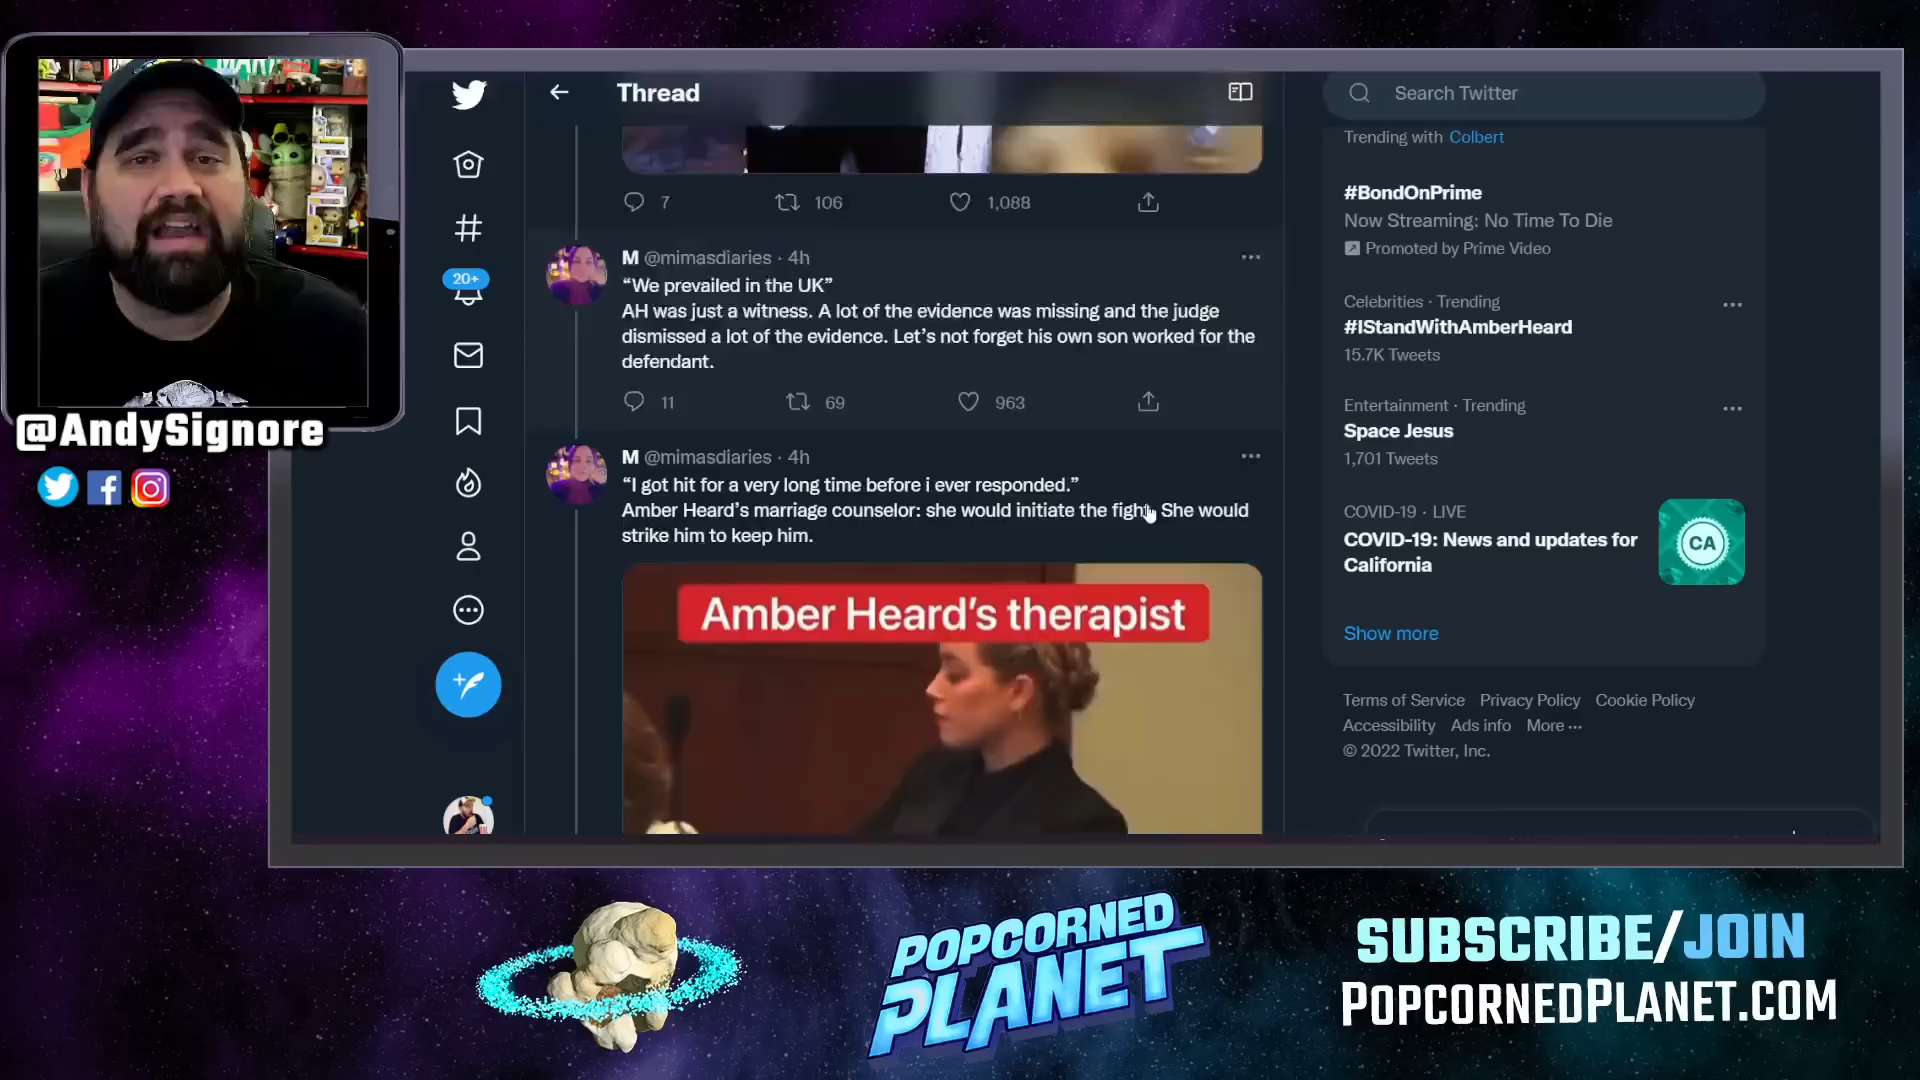 @AndySignore
20+
Thread
7
106
1,088
M @mimasdiaries · 4h
“We prevailed in the UK”
AH was just a witness. A lot of the evidence was missing and the judge
dismissed a lot of the evidence. Let’s not forget his own son worked for the
defendant.
11
69
963
M @mimasdiaries · 4h
“I got hit for a very long time before i ever responded.”
Amber Heard’s marriage counselor: she would initiate the fight. She would
strike him to keep him.
Amber Heard’s therapist
Search Twitter
Trending with Colbert
#BondOnPrime
Now Streaming: No Time To Die
Promoted by Prime Video
Celebrities · Trending
#IStandWithAmberHeard
15.7K Tweets
Entertainment · Trending
Space Jesus
1,701 Tweets
COVID-19 · LIVE
COVID-19: News and updates for
California
CA
Show more
Terms of Service Privacy Policy Cookie Policy
Accessibility Ads info More ···
© 2022 Twitter, Inc.
POPCORNED
PLANET
SUBSCRIBE/JOIN
POPCORNEDPLANET.COM